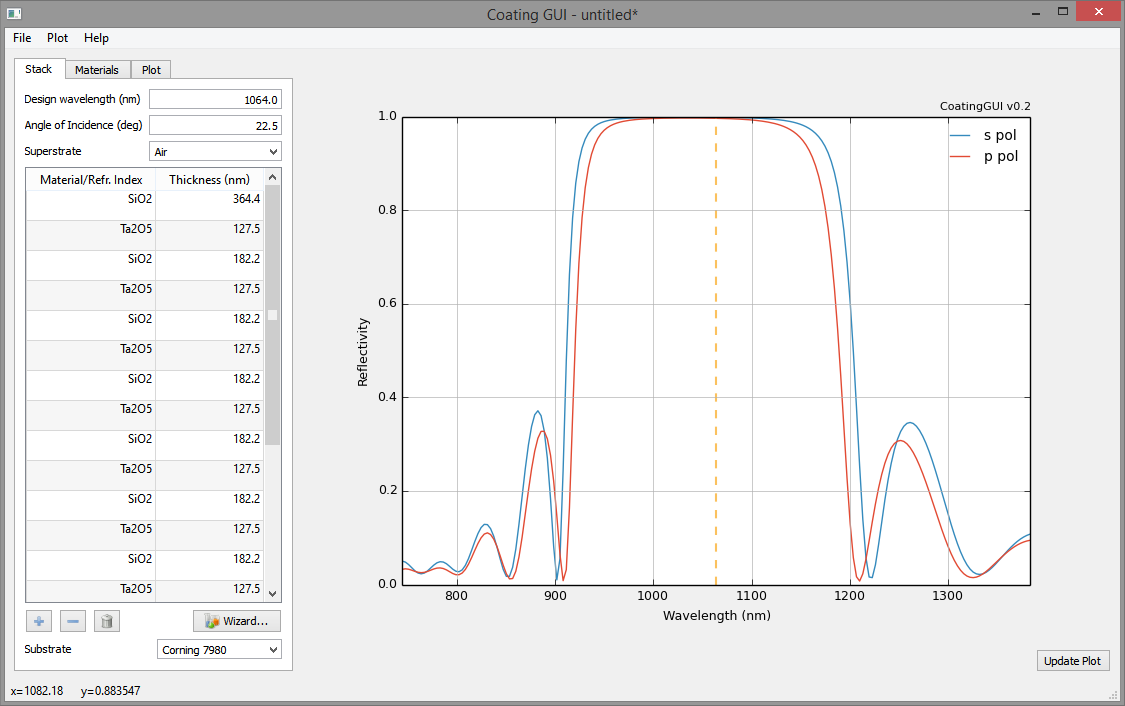 Coating GUI - untitled*
File Plot Help
Stack Materials Plot
Design wavelength (nm) 1064.0
Angle of Incidence (deg) 22.5
Superstrate Air
Material/Refr. Index Thickness (nm)
SiO2 364.4
Ta2O5 127.5
SiO2 182.2
Ta2O5 127.5
SiO2 182.2
Ta2O5 127.5
SiO2 182.2
Ta2O5 127.5
SiO2 182.2
Ta2O5 127.5
SiO2 182.2
Ta2O5 127.5
SiO2 182.2
Ta2O5 127.5
Wizard...
Substrate Corning 7980
x=1082.18 y=0.883547
CoatingGUI v0.2
s pol
p pol
1.0
0.8
0.6
0.4
0.2
0.0
Reflectivity
800 900 1000 1100 1200 1300
Wavelength (nm)
Update Plot